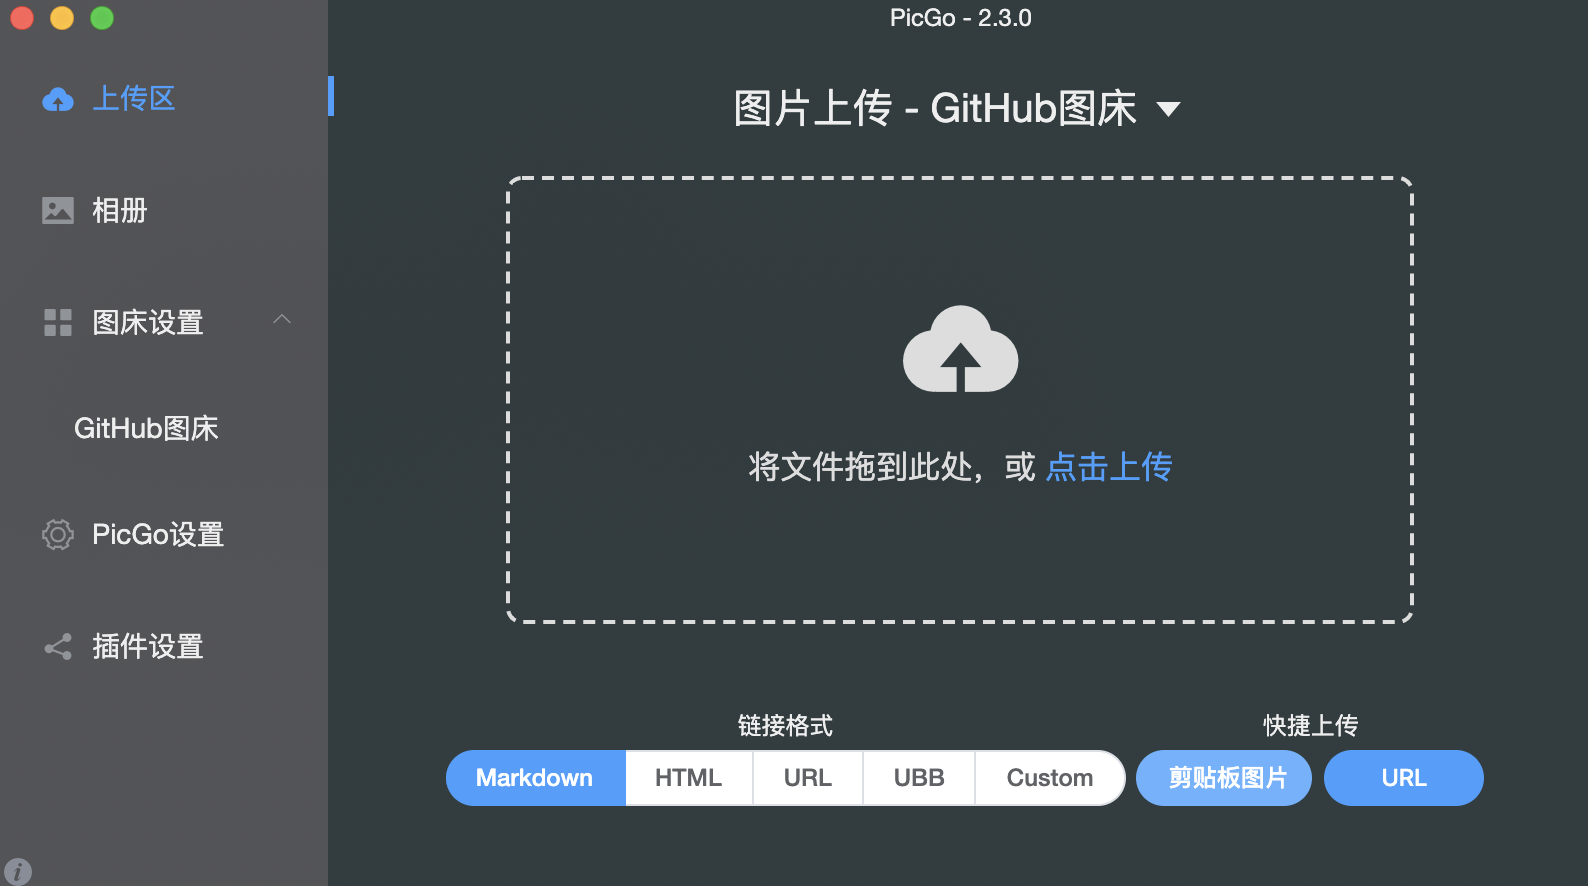 PicGo - 2.3.0
上传区
相册
图床设置
GitHub图床
PicGo设置
插件设置
图片上传 - GitHub图床
将文件拖到此处，或 点击上传
链接格式
Markdown HTML URL UBB Custom
快捷上传
剪贴板图片 URL
i